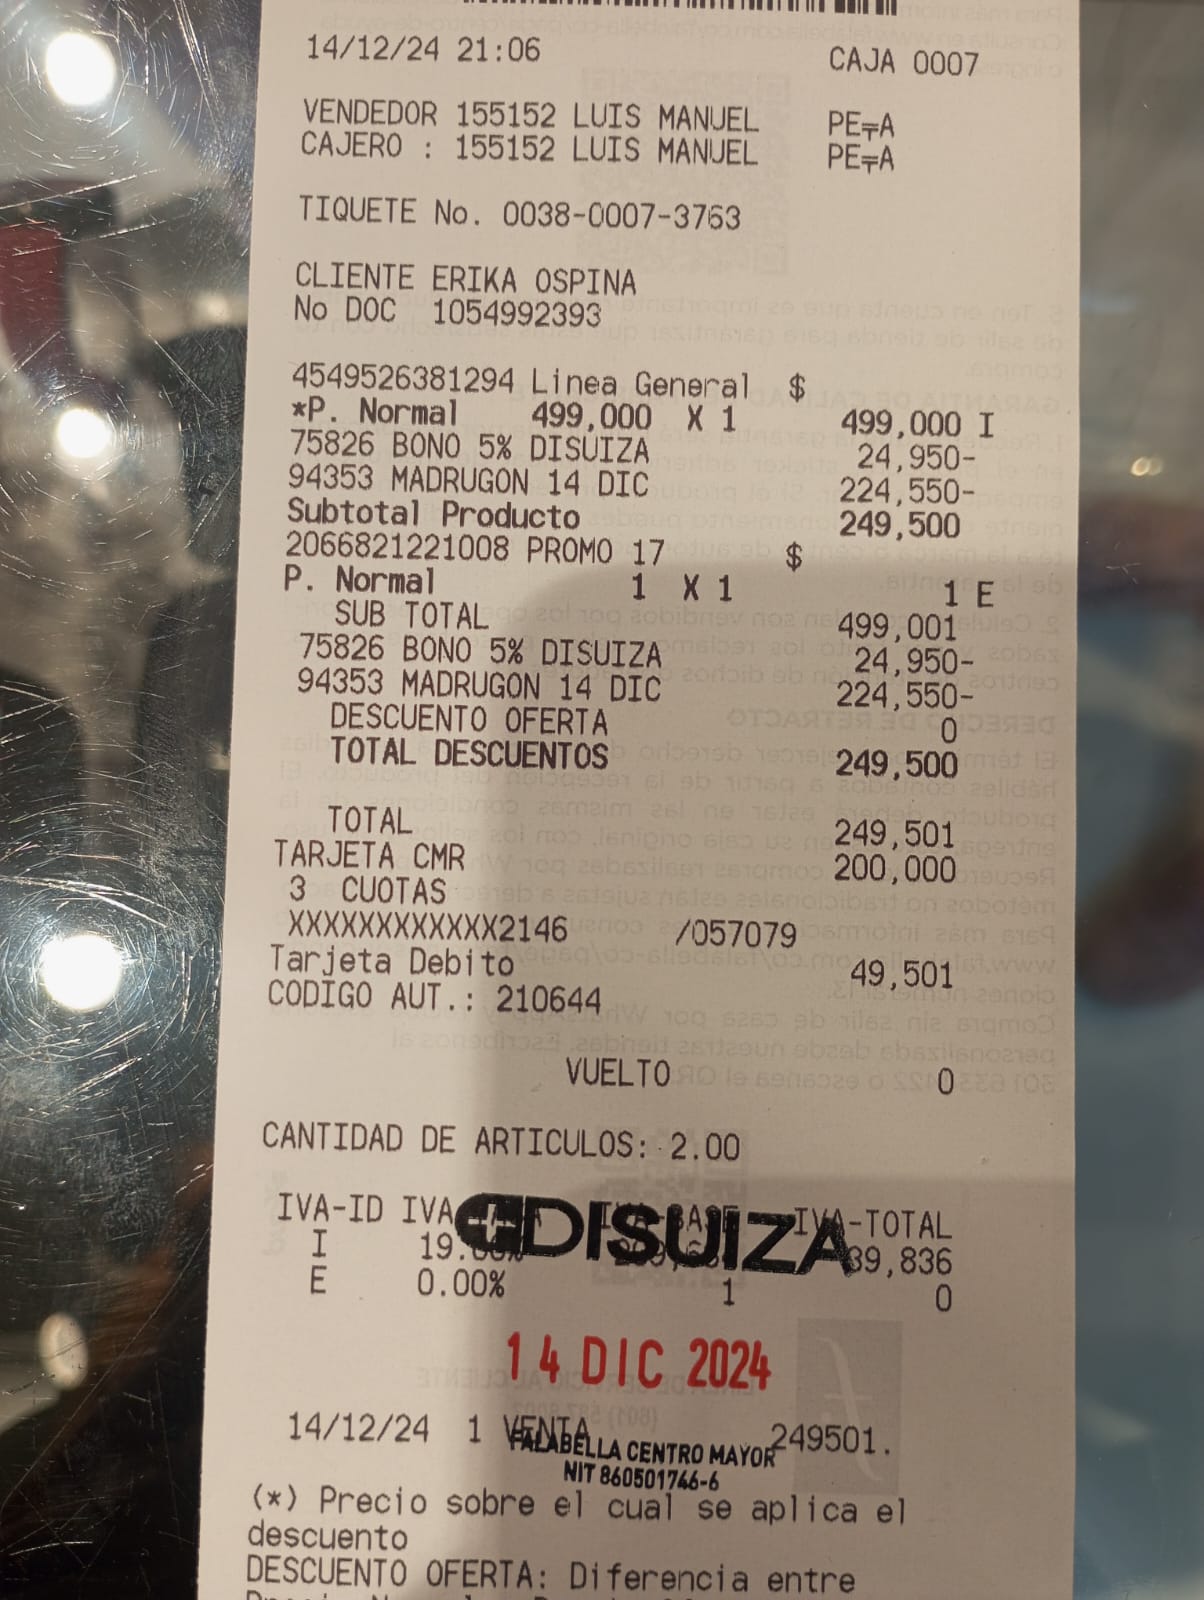 14/12/24 21:06 CAJA 0007
VENDEDOR 155152 LUIS MANUEL PE╤A
CAJERO : 155152 LUIS MANUEL PE╤A
TIQUETE No. 0038-0007-3763
CLIENTE ERIKA OSPINA
No DOC 1054992393
4549526381294 Linea General $
*P. Normal 499,000 X 1 499,000 I
75826 BONO 5% DISUIZA 24,950-
94353 MADRUGON 14 DIC 224,550-
Subtotal Producto 249,500
2066821221008 PROMO 17 $
P. Normal 1 X 1 1 E
SUB TOTAL 499,001
75826 BONO 5% DISUIZA 24,950-
94353 MADRUGON 14 DIC 224,550-
DESCUENTO OFERTA 0
TOTAL DESCUENTOS 249,500
TOTAL 249,501
TARJETA CMR 200,000
3 CUOTAS
XXXXXXXXXXXX2146 /057079
Tarjeta Debito 49,501
CODIGO AUT.: 210644
VUELTO 0
CANTIDAD DE ARTICULOS: 2.00
IVA-ID IVA IVA-TOTAL
DISUIZA
I 39,836
E 0.00% 1 0
14 DIC 2024
14/12/24 1 VENTA 249501.
FALABELLA CENTRO MAYOR
NIT 860501746-6
(*) Precio sobre el cual se aplica el
descuento
DESCUENTO OFERTA: Diferencia entre